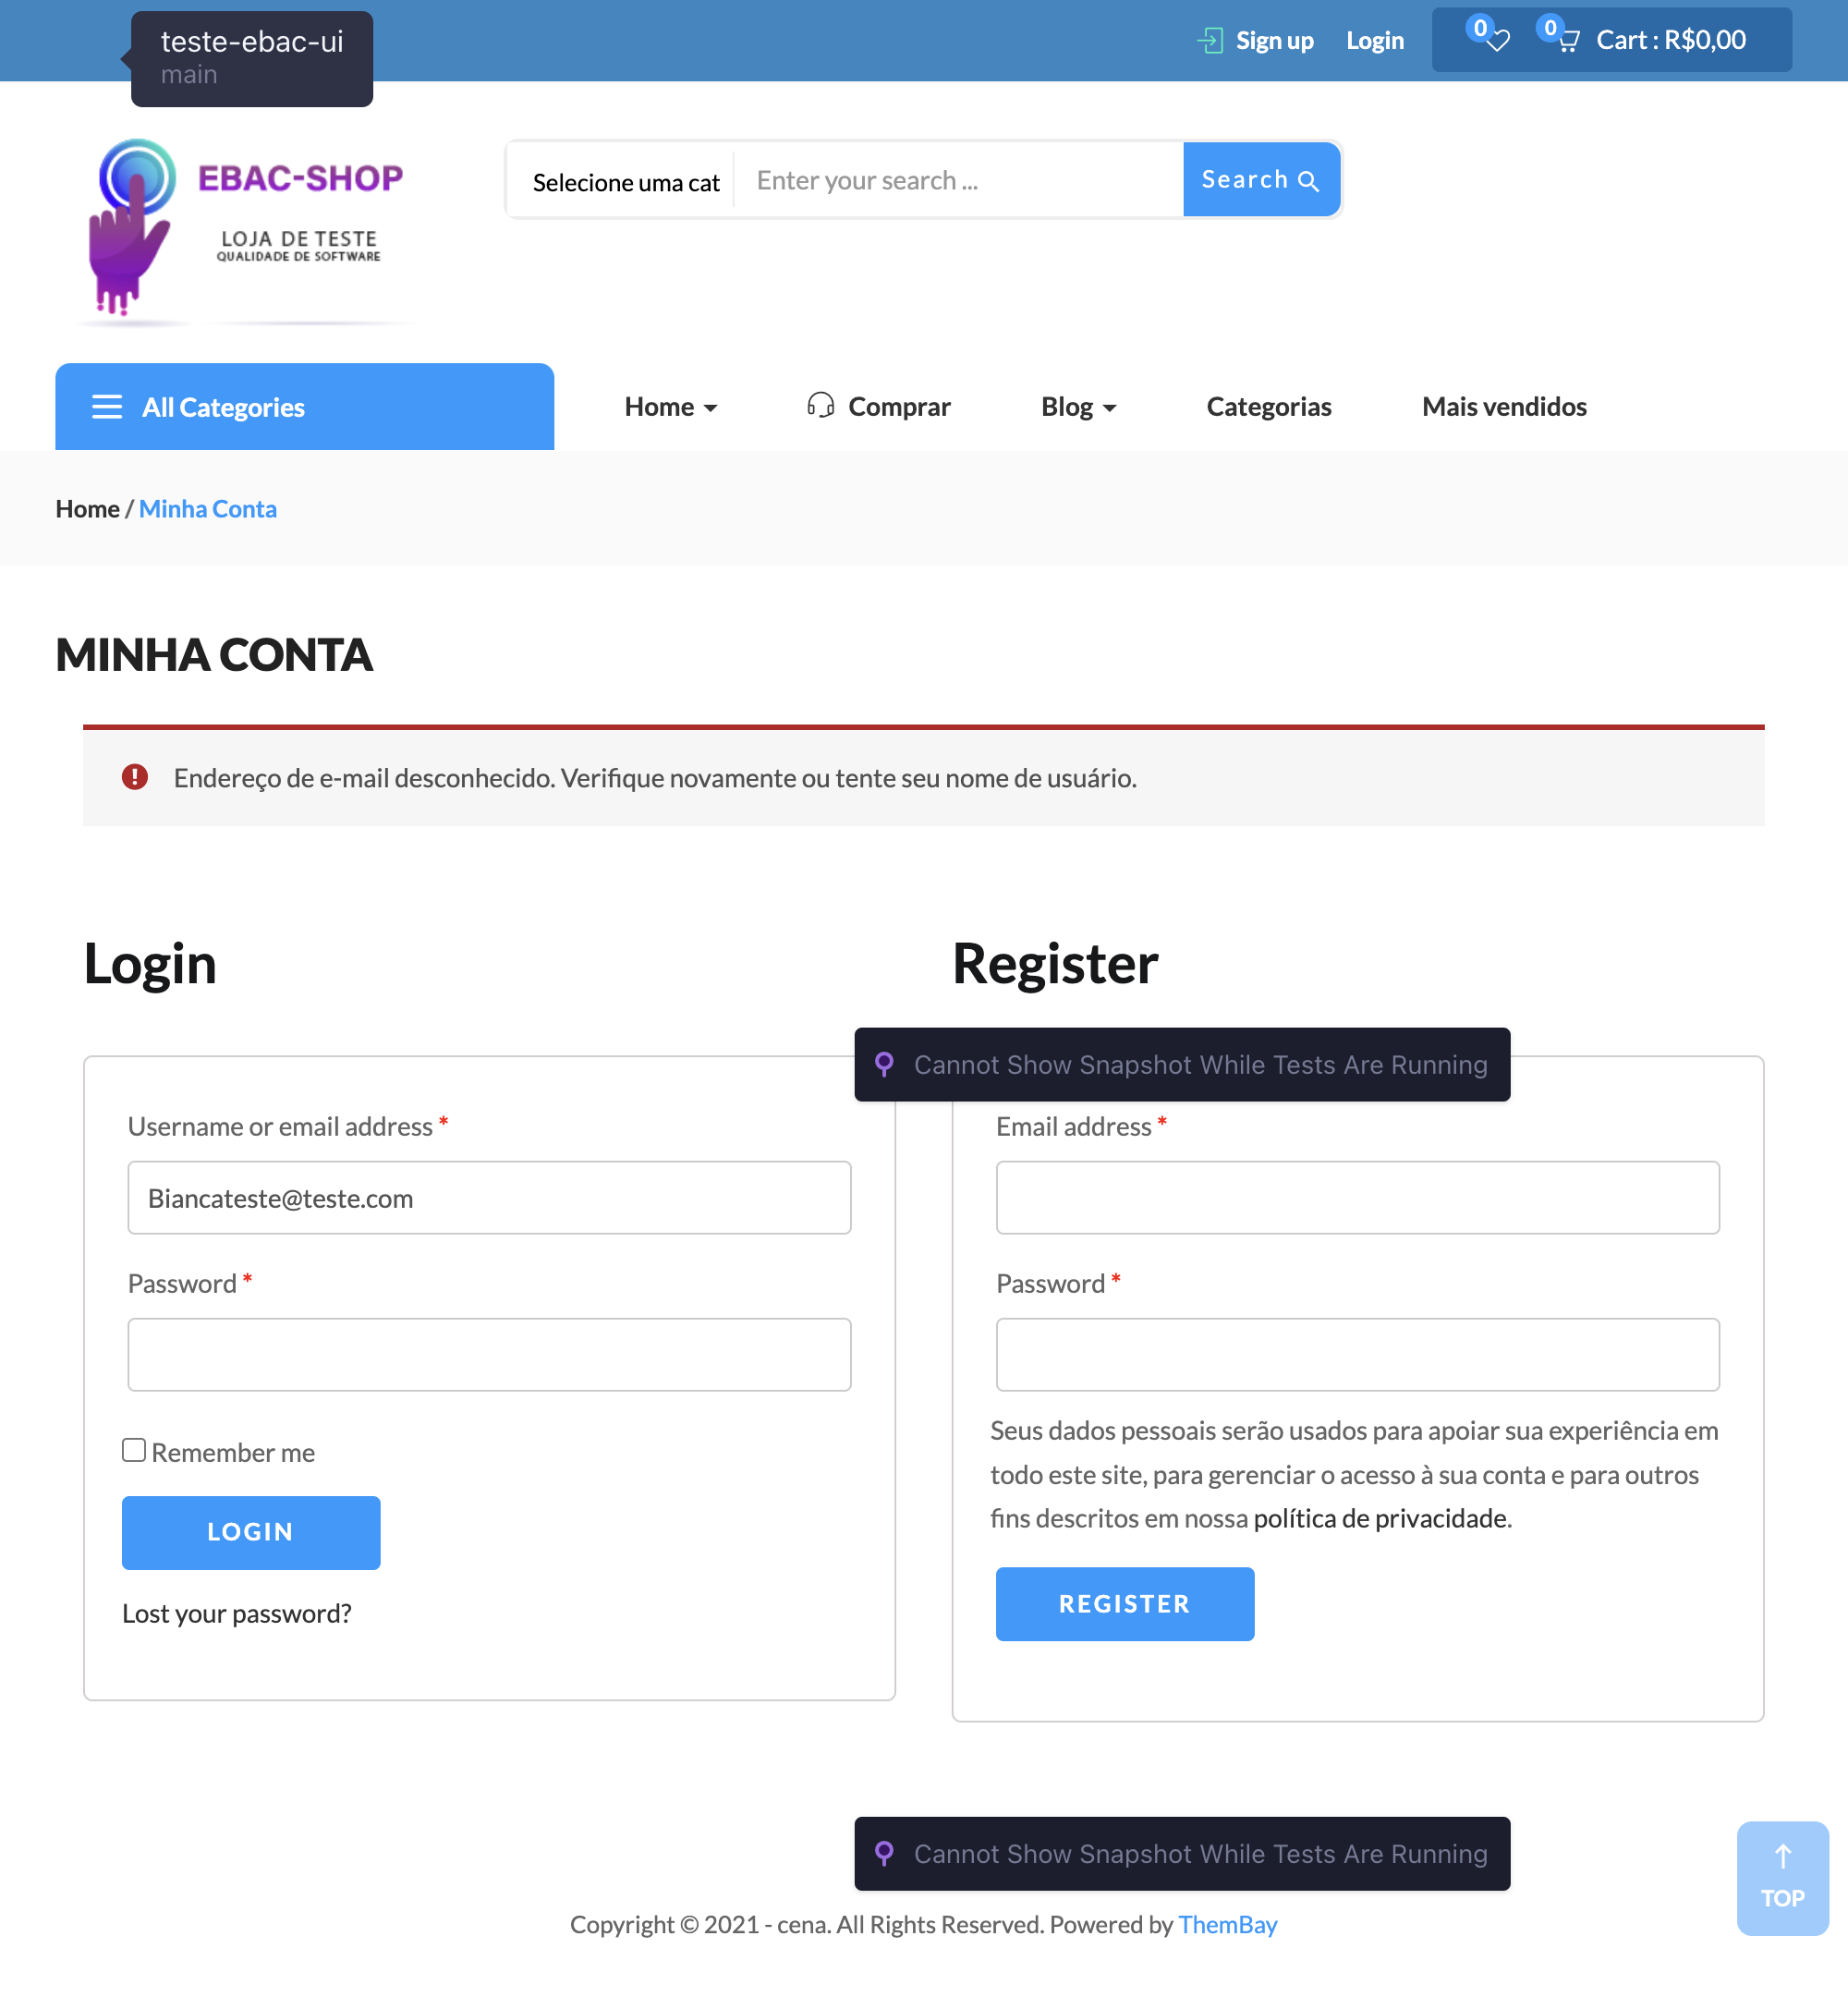 teste-ebac-ui
main
Sign up
Login
0
0
Cart : R$0,00
EBAC-SHOP
LOJA DE TESTE
QUALIDADE DE SOFTWARE
Selecione uma cat
Enter your search ...
Search
All Categories
Home
Comprar
Blog
Categorias
Mais vendidos
Home / Minha Conta
MINHA CONTA
Endereço de e-mail desconhecido. Verifique novamente ou tente seu nome de usuário.
Login
Username or email address *
Biancateste@teste.com
Password *
Remember me
LOGIN
Lost your password?
Register
Cannot Show Snapshot While Tests Are Running
Email address *
Password *
Seus dados pessoais serão usados para apoiar sua experiência em
todo este site, para gerenciar o acesso à sua conta e para outros
fins descritos em nossa política de privacidade.
REGISTER
Cannot Show Snapshot While Tests Are Running
TOP
Copyright © 2021 - cena. All Rights Reserved. Powered by ThemBay